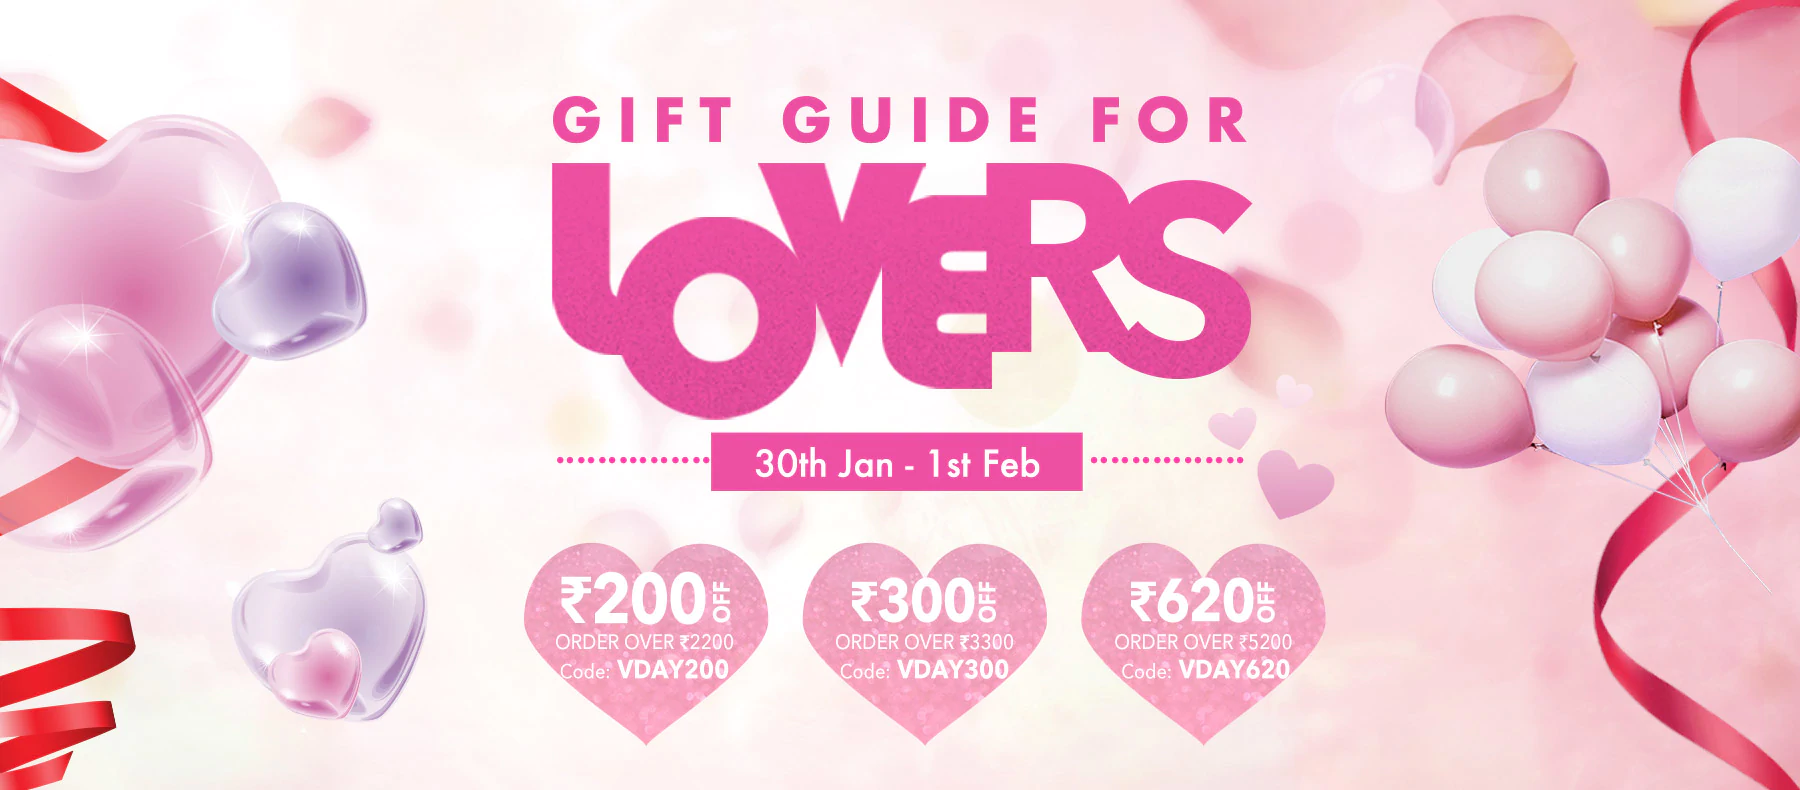 GIFT GUIDE FOR
LOVERS
30th Jan - 1st Feb
₹200 OFF
ORDER OVER ₹2200
Code: VDAY200
₹300 OFF
ORDER OVER ₹3300
Code: VDAY300
₹620 OFF
ORDER OVER ₹5200
Code: VDAY620